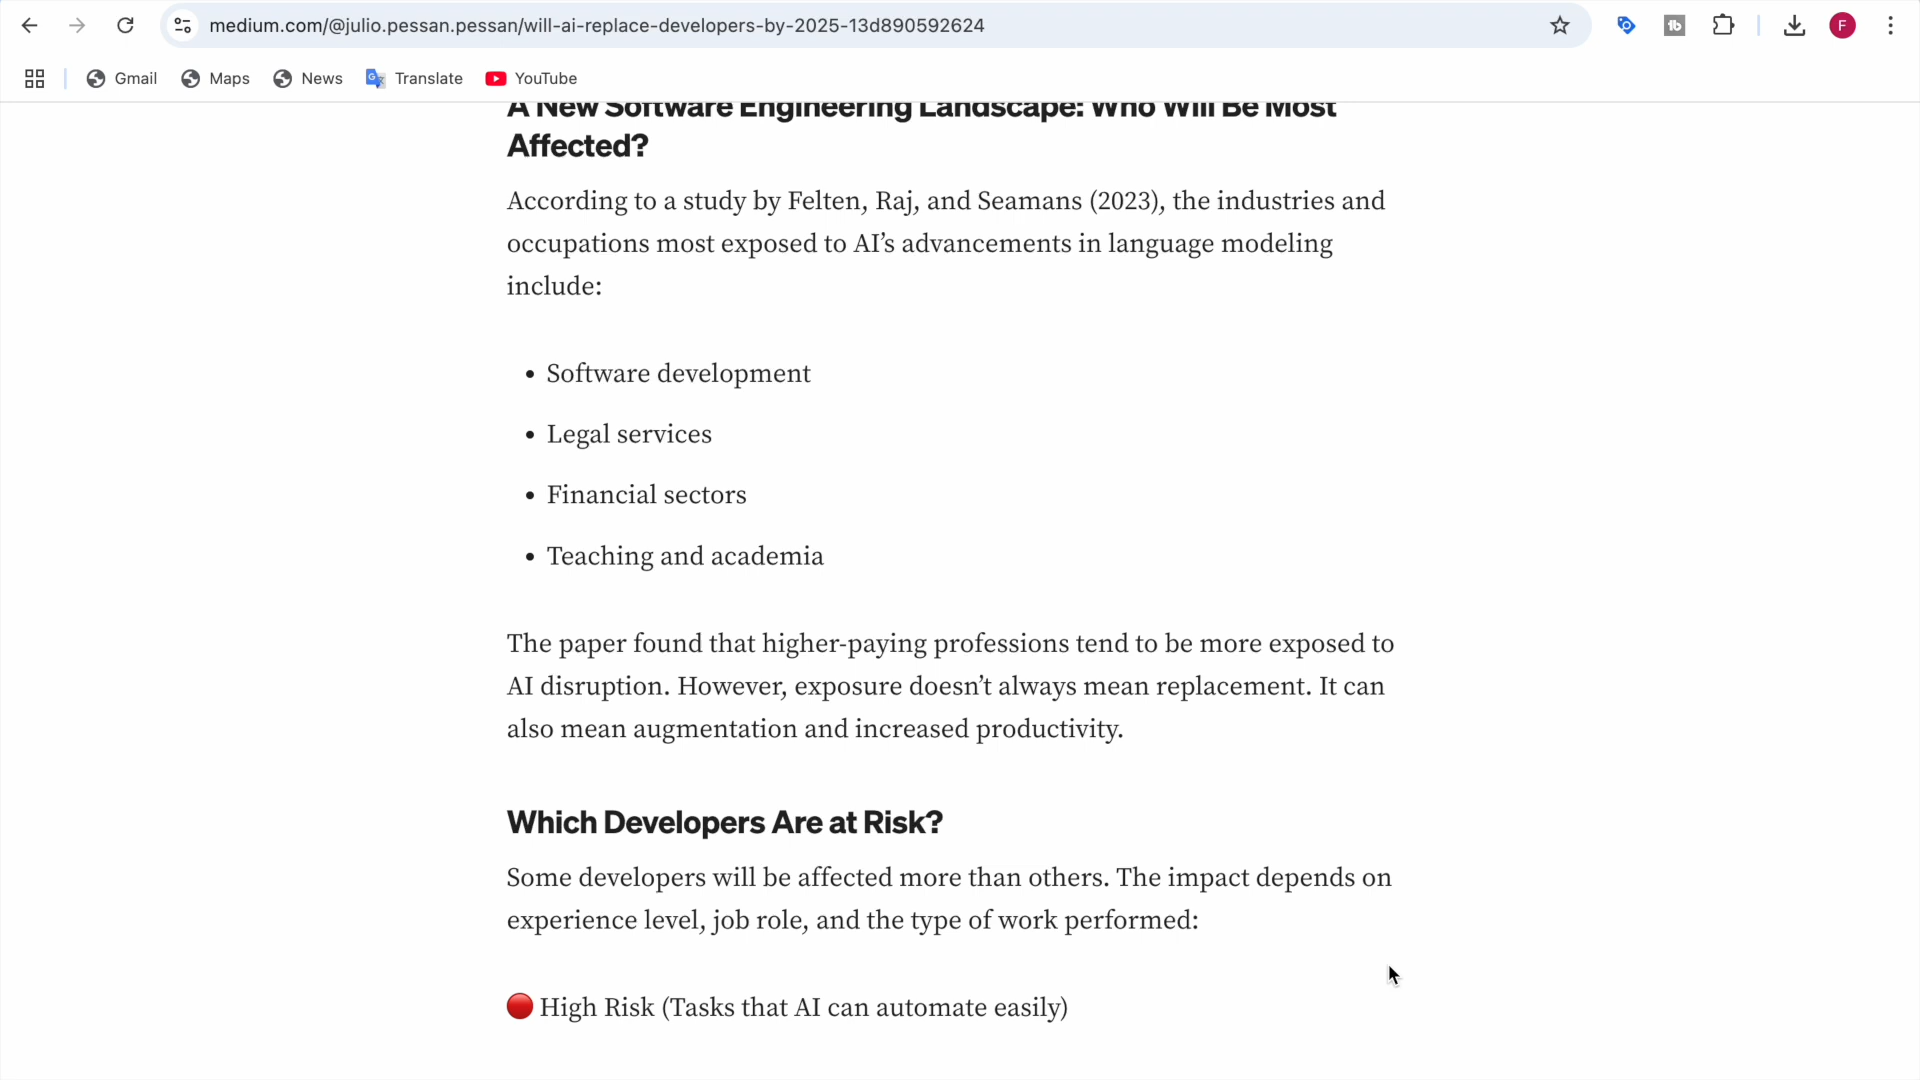 medium.com/@julio.pessan.pessan/will-ai-replace-developers-by-2025-13d890592624
F
Gmail
Maps
News
Translate
YouTube
A New Software Engineering Landscape: Who Will Be Most
Affected?
According to a study by Felten, Raj, and Seamans (2023), the industries and
occupations most exposed to AI’s advancements in language modeling
include:
• Software development
• Legal services
• Financial sectors
• Teaching and academia
The paper found that higher-paying professions tend to be more exposed to
AI disruption. However, exposure doesn’t always mean replacement. It can
also mean augmentation and increased productivity.
Which Developers Are at Risk?
Some developers will be affected more than others. The impact depends on
experience level, job role, and the type of work performed:
🔴 High Risk (Tasks that AI can automate easily)